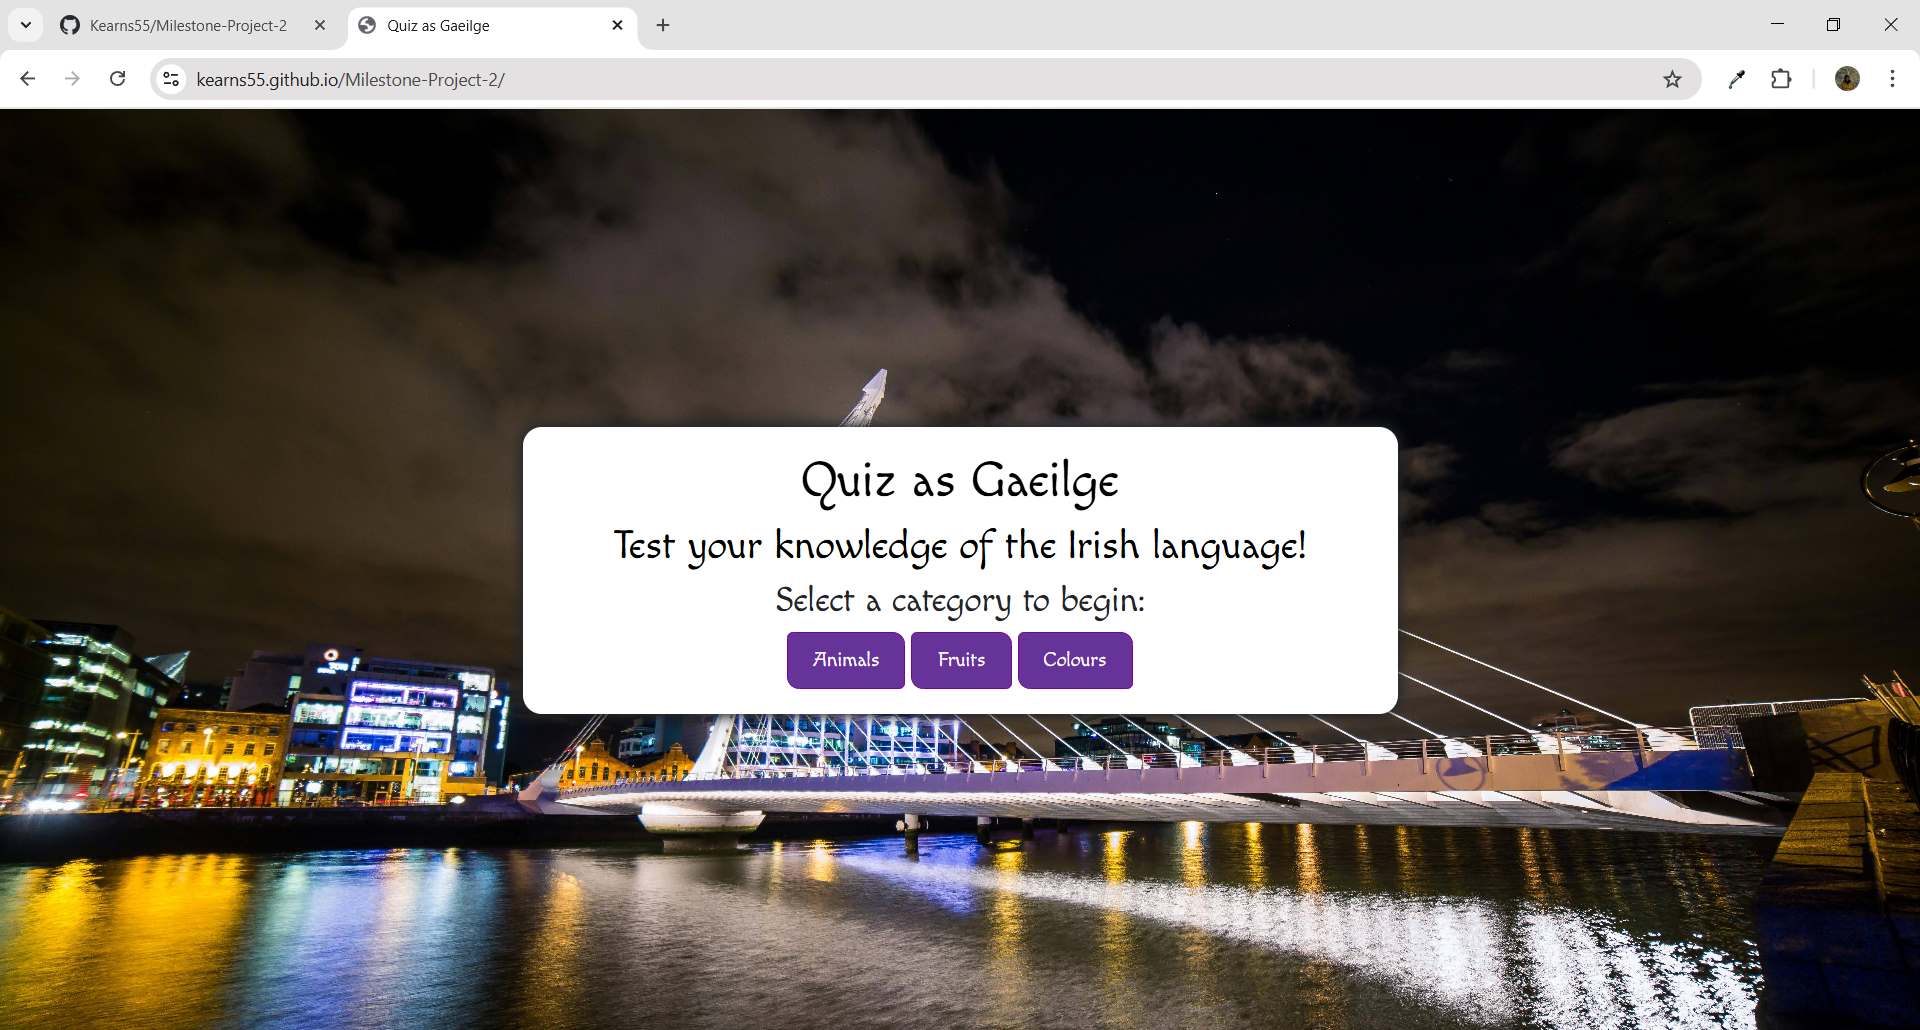 Kearns55/Milestone-Project-2
Quiz as Gaeilge
kearns55.github.io/Milestone-Project-2/
Quiz as Gaeilge
Test your knowledge of the Irish language!
Select a category to begin:
Animals Fruits Colours